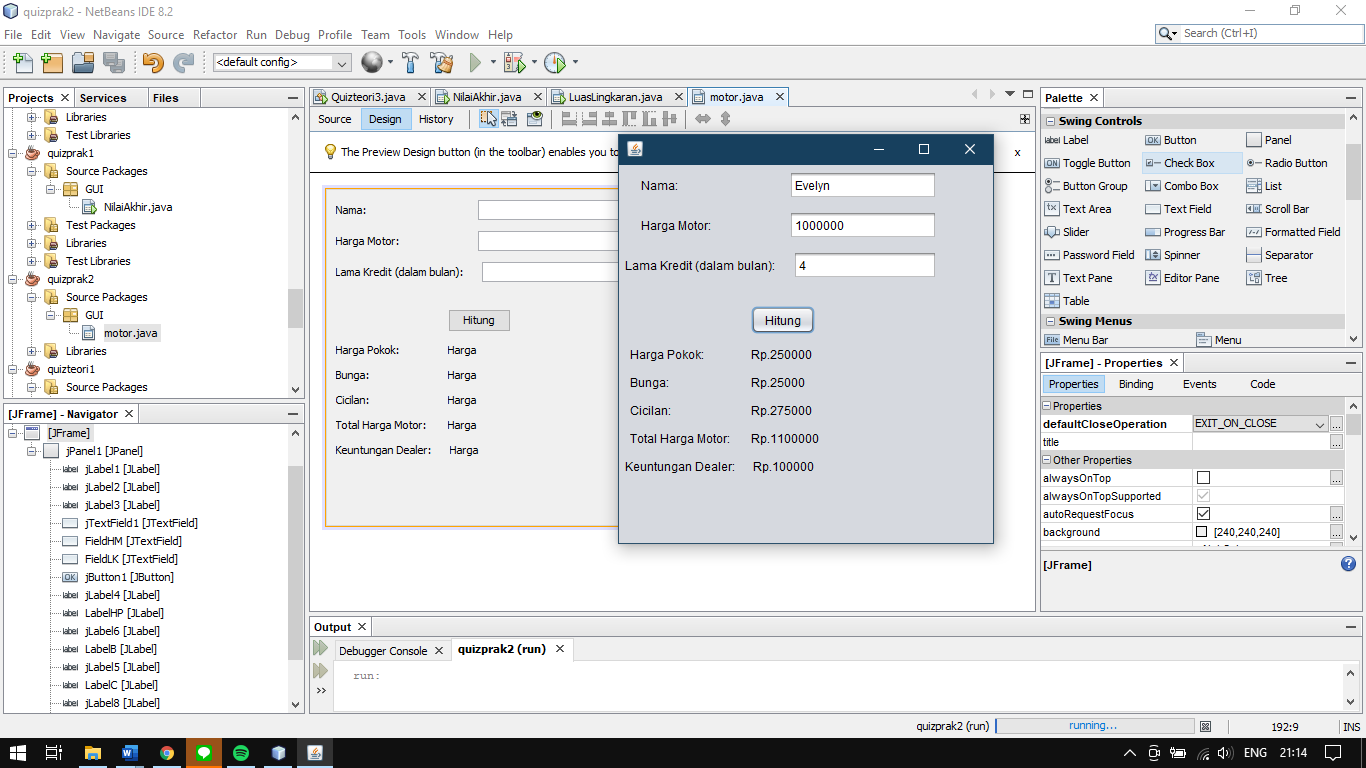 quizprak2 - NetBeans IDE 8.2
File Edit View Navigate Source Refactor Run Debug Profile Team Tools Window Help
Search (Ctrl+I)
<default config>
Projects Services Files
Libraries
Test Libraries
quizprak1
Source Packages
GUI
NilaiAkhir.java
Test Packages
Libraries
Test Libraries
quizprak2
Source Packages
GUI
motor.java
Libraries
quizteori1
Source Packages
[JFrame] - Navigator
[JFrame]
jPanel1 [JPanel]
jLabel1 [JLabel]
jLabel2 [JLabel]
jLabel3 [JLabel]
jTextField1 [JTextField]
FieldHM [JTextField]
FieldLK [JTextField]
jButton1 [JButton]
jLabel4 [JLabel]
LabelHP [JLabel]
jLabel6 [JLabel]
LabelB [JLabel]
jLabel5 [JLabel]
LabelC [JLabel]
jLabel8 [JLabel]
Quizteori3.java NilaiAkhir.java LuasLingkaran.java motor.java
Source Design History
The Preview Design button (in the toolbar) enables you to
x
Nama:
Harga Motor:
Lama Kredit (dalam bulan):
Hitung
Harga Pokok: Harga
Bunga: Harga
Cicilan: Harga
Total Harga Motor: Harga
Keuntungan Dealer: Harga
Nama: Evelyn
Harga Motor: 1000000
Lama Kredit (dalam bulan): 4
Hitung
Harga Pokok: Rp.250000
Bunga: Rp.25000
Cicilan: Rp.275000
Total Harga Motor: Rp.1100000
Keuntungan Dealer: Rp.100000
Palette
Swing Controls
Label Button Panel
Toggle Button Check Box Radio Button
Button Group Combo Box List
Text Area Text Field Scroll Bar
Slider Progress Bar Formatted Field
Password Field Spinner Separator
Text Pane Editor Pane Tree
Table
Swing Menus
Menu Bar Menu
[JFrame] - Properties
Properties Binding Events Code
Properties
defaultCloseOperation EXIT_ON_CLOSE
title
Other Properties
alwaysOnTop
alwaysOnTopSupported
autoRequestFocus
background [240,240,240]
[JFrame]
Output
Debugger Console quizprak2 (run)
run:
quizprak2 (run) running... 192:9 INS
ENG 21:14